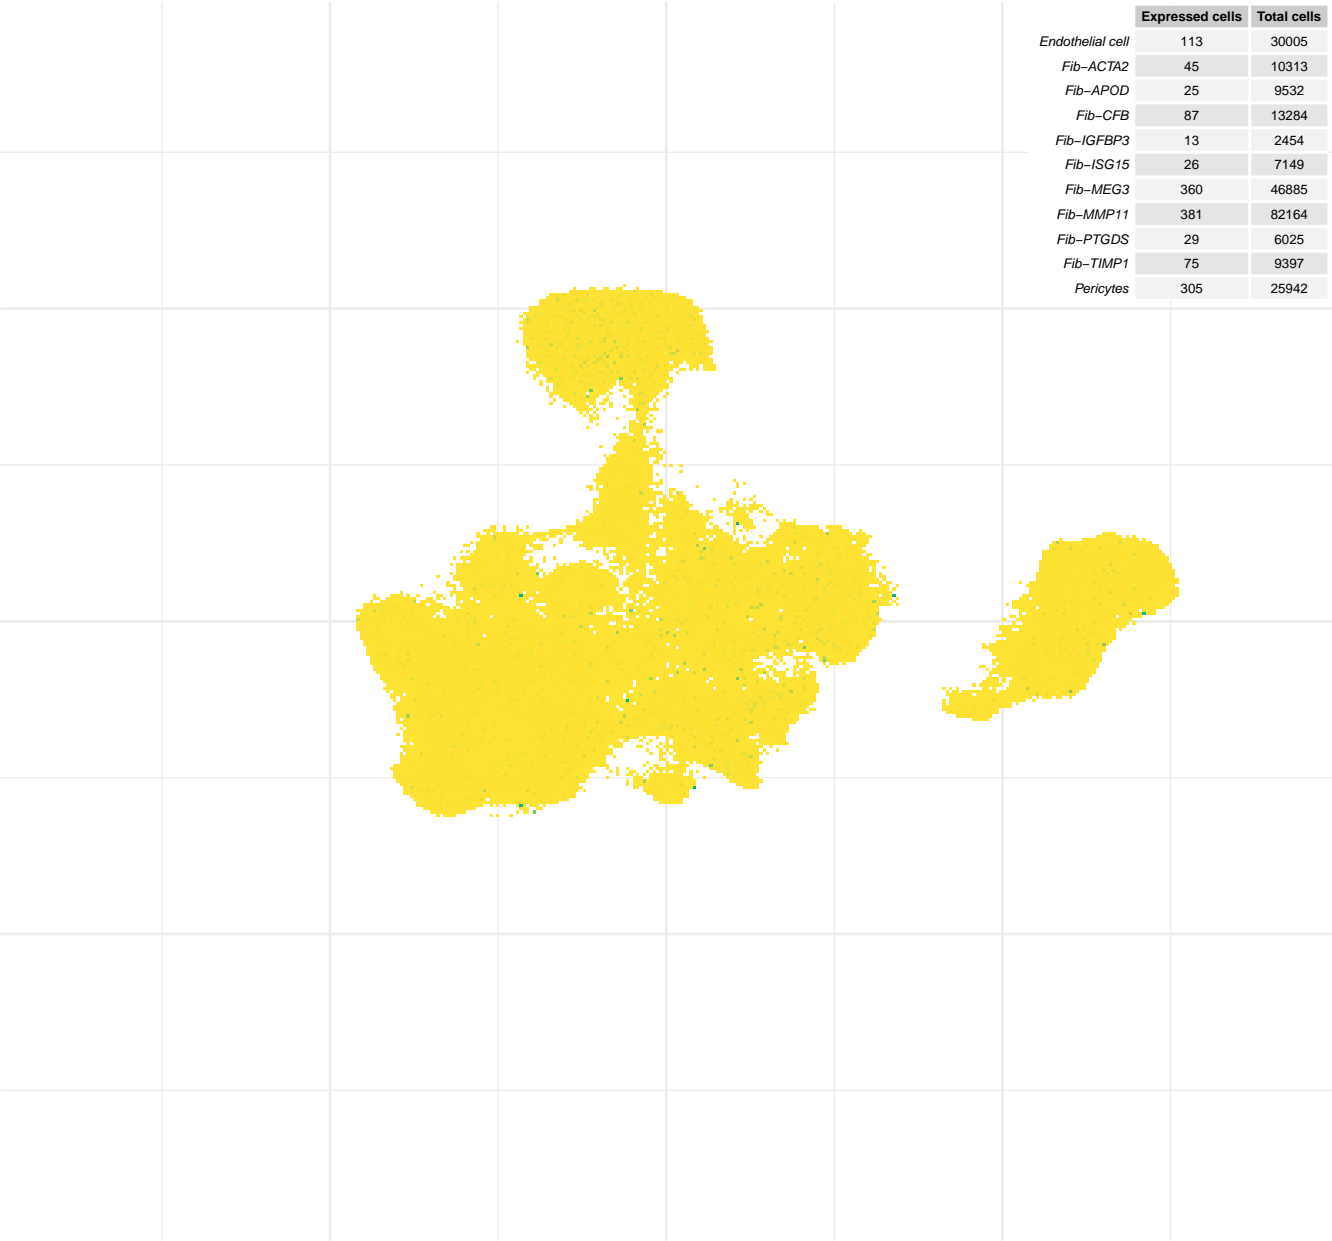 Expressed cells Total cells
Endothelial cell 113 30005
Fib−ACTA2 45 10313
Fib−APOD 25 9532
Fib−CFB 87 13284
Fib−IGFBP3 13 2454
Fib−ISG15 26 7149
Fib−MEG3 360 46885
Fib−MMP11 381 82164
Fib−PTGDS 29 6025
Fib−TIMP1 75 9397
Pericytes 305 25942